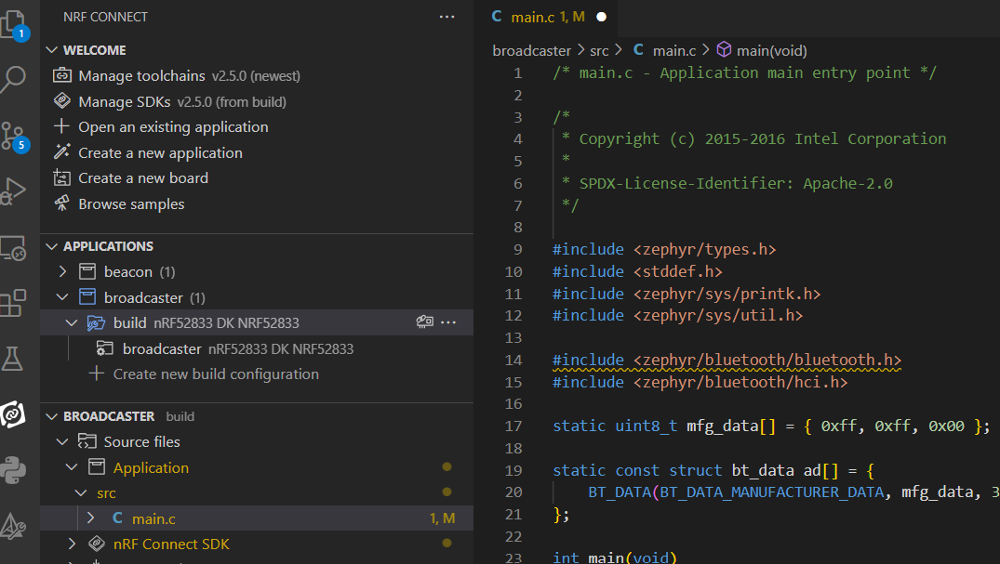 1
5
NRF CONNECT
WELCOME
Manage toolchains v2.5.0 (newest)
Manage SDKs v2.5.0 (from build)
Open an existing application
Create a new application
Create a new board
Browse samples
APPLICATIONS
beacon (1)
broadcaster (1)
build nRF52833 DK NRF52833
broadcaster nRF52833 DK NRF52833
Create new build configuration
BROADCASTER build
Source files
Application
src
C main.c 1, M
nRF Connect SDK
C main.c 1, M
broadcaster > src > C main.c > main(void)
1 /* main.c - Application main entry point */
2
3 /*
4 * Copyright (c) 2015-2016 Intel Corporation
5 *
6 * SPDX-License-Identifier: Apache-2.0
7 */
8
9 #include <zephyr/types.h>
10 #include <stddef.h>
11 #include <zephyr/sys/printk.h>
12 #include <zephyr/sys/util.h>
13
14 #include <zephyr/bluetooth/bluetooth.h>
15 #include <zephyr/bluetooth/hci.h>
16
17 static uint8_t mfg_data[] = { 0xff, 0xff, 0x00 };
18
19 static const struct bt_data ad[] = {
20 BT_DATA(BT_DATA_MANUFACTURER_DATA, mfg_data, 3
21 };
22
23 int main(void)